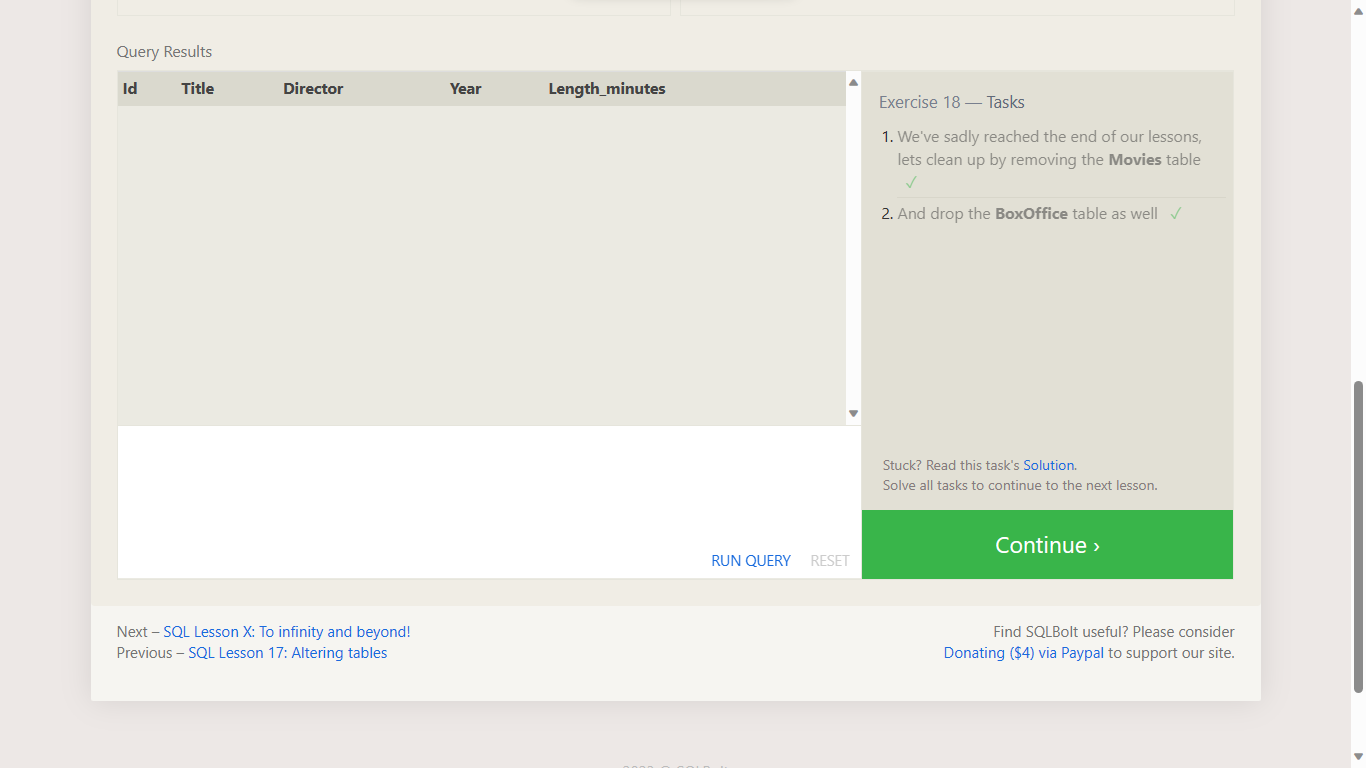 Query Results
Id Title Director Year Length_minutes
Exercise 18 — Tasks
1. We've sadly reached the end of our lessons,
lets clean up by removing the Movies table
✓
2. And drop the BoxOffice table as well ✓
Stuck? Read this task's Solution.
Solve all tasks to continue to the next lesson.
RUN QUERY RESET
Continue ›
Next – SQL Lesson X: To infinity and beyond!
Previous – SQL Lesson 17: Altering tables
Find SQLBolt useful? Please consider
Donating ($4) via Paypal to support our site.